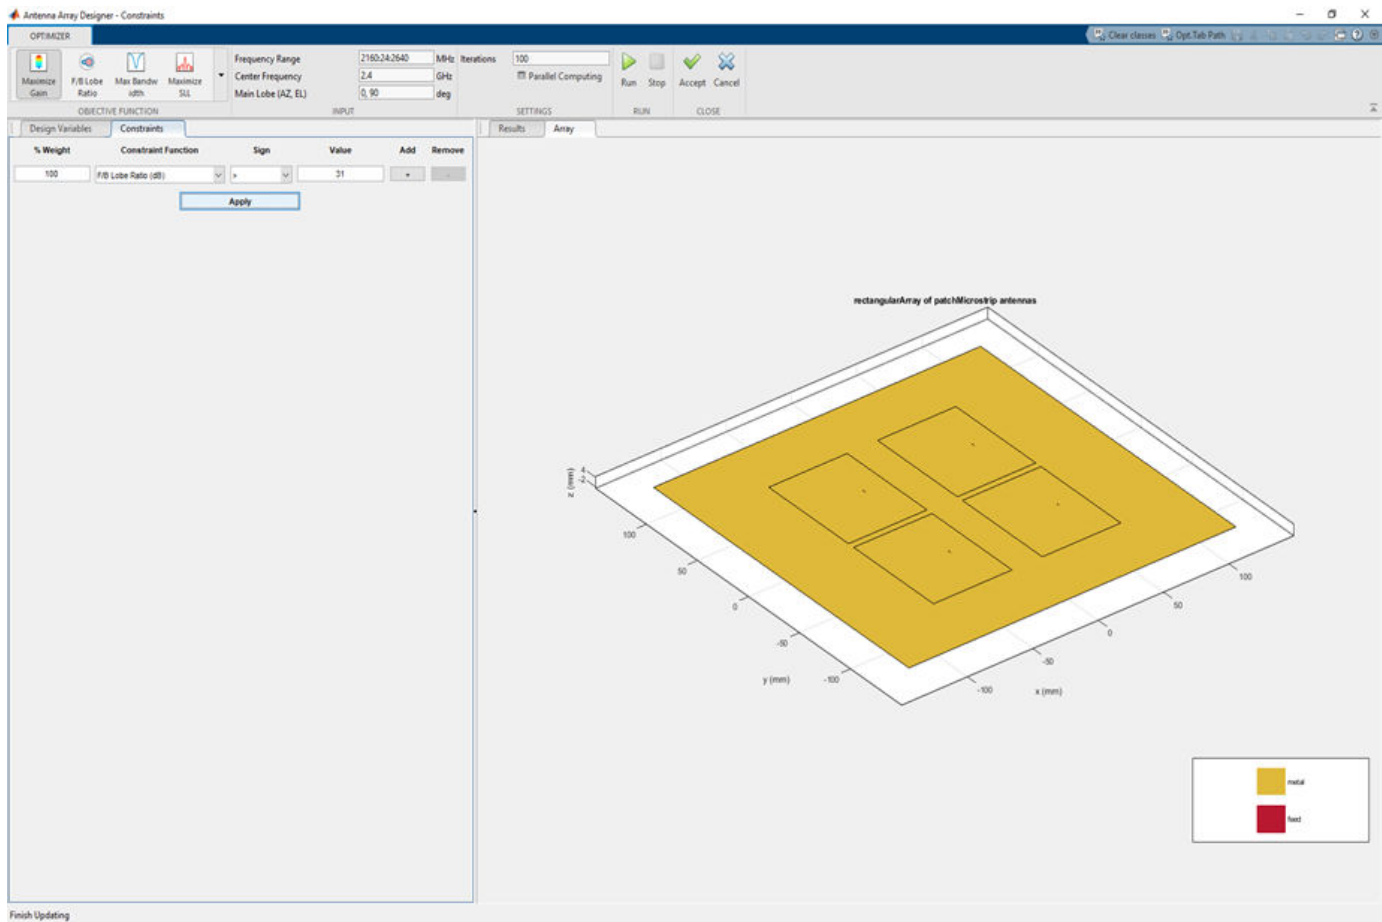 Antenna Array Designer - Constraints
OPTIMIZER
Clear classes Opt.Tab Path
Maximize Gain
F/B Lobe Ratio
Max Bandw idth
Maximize SLL
OBJECTIVE FUNCTION
Frequency Range 2160:24:2640 MHz
Center Frequency 2.4 GHz
Main Lobe (AZ, EL) 0, 90 deg
INPUT
Iterations 100
Parallel Computing
SETTINGS
Run Stop
RUN
Accept Cancel
CLOSE
Design Variables Constraints
% Weight Constraint Function Sign Value Add Remove
100 F/B Lobe Ratio (dB) > 31 + -
Apply
Results Array
rectangularArray of patchMicrostrip antennas
z (mm)
4
-2
100
50
0
-50
-100
y (mm)
100
50
0
-50
-100
x (mm)
metal
feed
Finish Updating